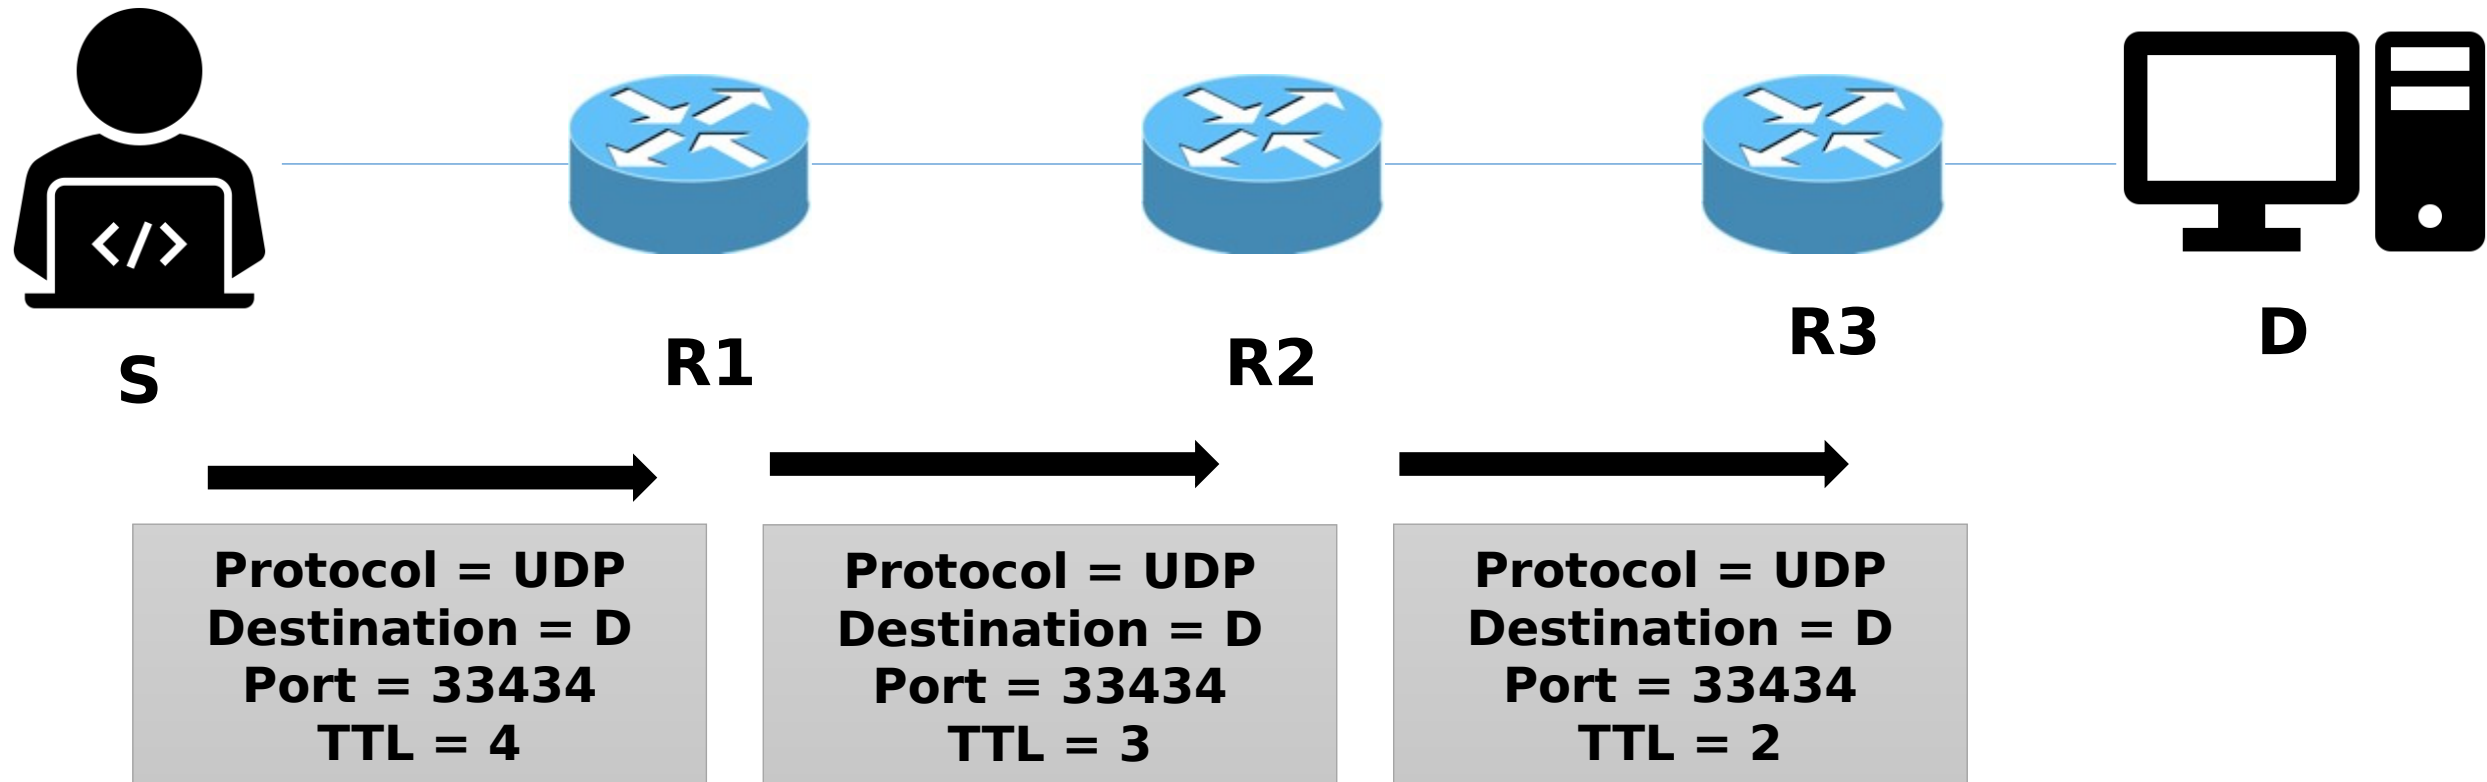 </>
S
R1
R2
R3
D
Protocol = UDP
Destination = D
Port = 33434
TTL = 4
Protocol = UDP
Destination = D
Port = 33434
TTL = 3
Protocol = UDP
Destination = D
Port = 33434
TTL = 2